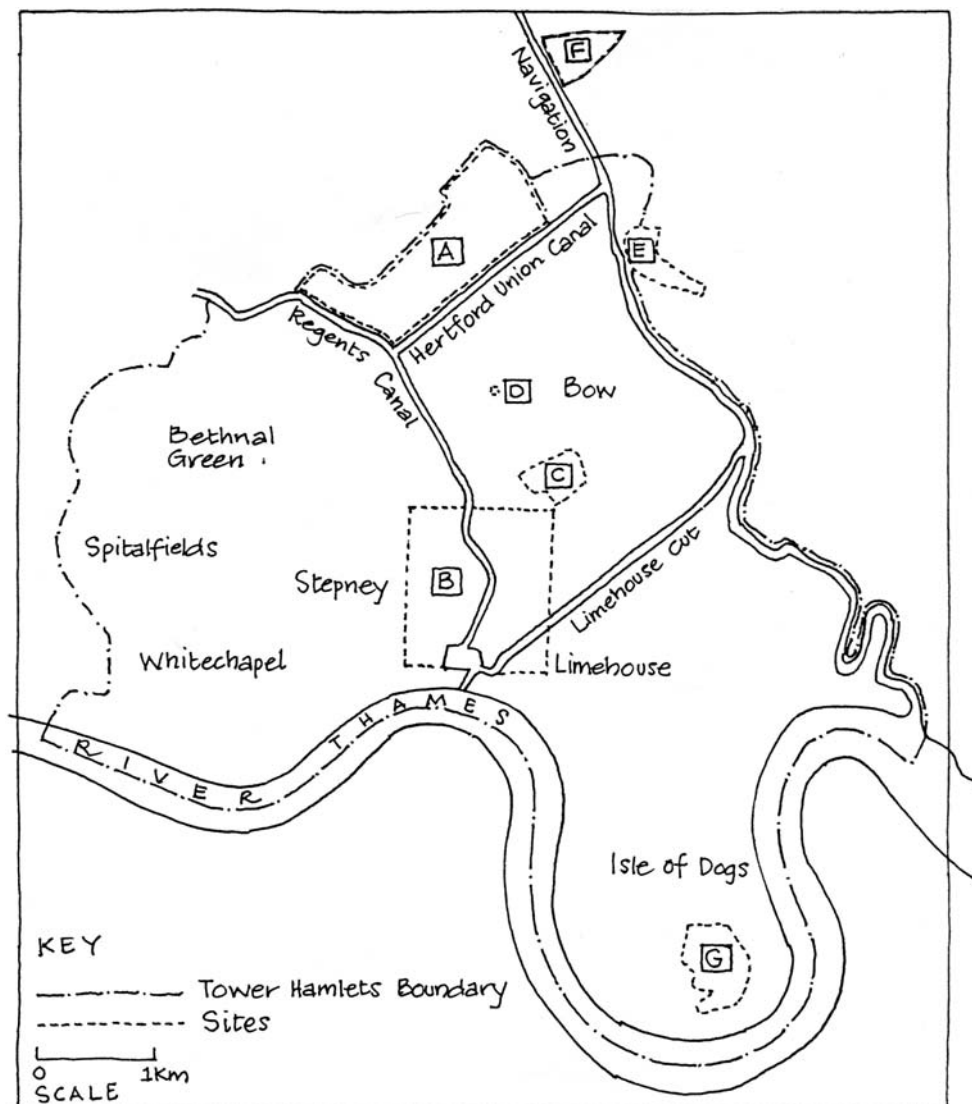 F
Navigation
A
E
Hertford Union Canal
Regents
Canal
D
Bow
Bethnal
Green
C
Spitalfields
Stepney
B
Limehouse Cut
Whitechapel
Limehouse
RIVER THAMES
Isle of Dogs
G
KEY
Tower Hamlets Boundary
Sites
0 1Km
SCALE